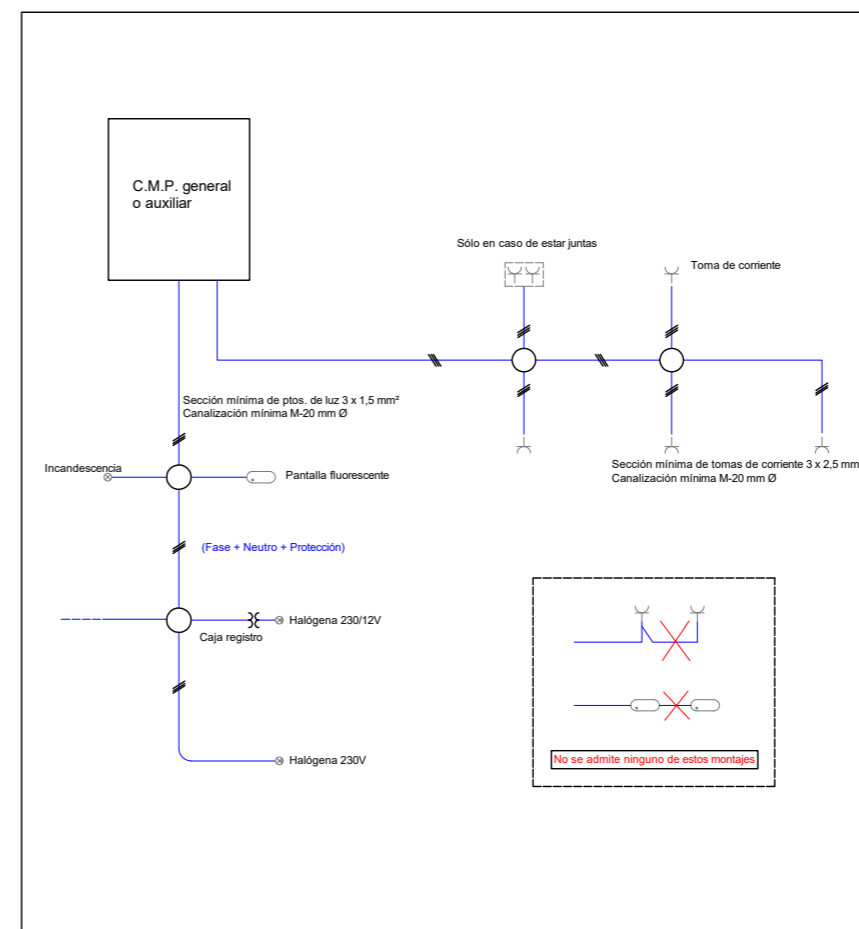 C.M.P. general
o auxiliar
Sólo en caso de estar juntas
Toma de corriente
Sección mínima de ptos. de luz 3 x 1,5 mm²
Canalización mínima M-20 mm Ø
Incandescencia
Pantalla fluorescente
Sección mínima de tomas de corriente 3 x 2,5 mm
Canalización mínima M-20 mm Ø
(Fase + Neutro + Protección)
Halógena 230/12V
Caja registro
Halógena 230V
No se admite ninguno de estos montajes